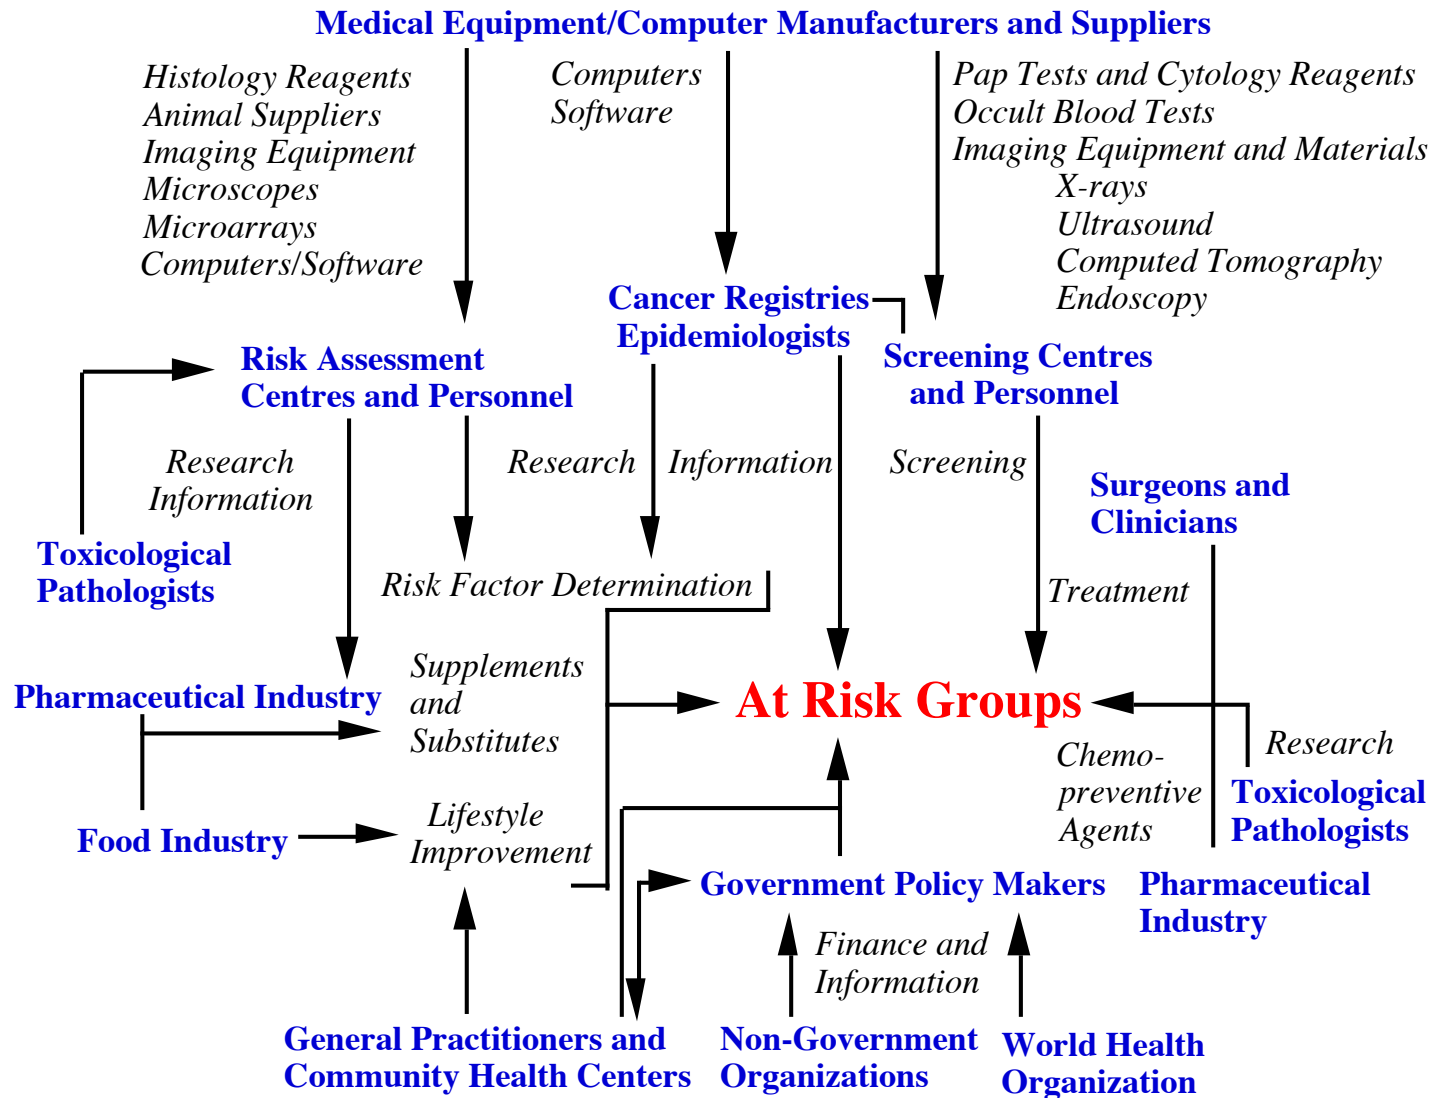 Medical Equipment/Computer Manufacturers and Suppliers
Histology Reagents
Animal Suppliers
Imaging Equipment
Microscopes
Microarrays
Computers/Software
Computers
Software
Pap Tests and Cytology Reagents
Occult Blood Tests
Imaging Equipment and Materials
X-rays
Ultrasound
Computed Tomography
Endoscopy
Cancer Registries
Epidemiologists
Risk Assessment
Centres and Personnel
Screening Centres
and Personnel
Research
Information
Research
Information
Screening
Surgeons and
Clinicians
Toxicological
Pathologists
Risk Factor Determination
Treatment
Pharmaceutical Industry
Supplements
and
Substitutes
At Risk Groups
Chemo-
preventive
Agents
Research
Toxicological
Pathologists
Food Industry
Lifestyle
Improvement
Government Policy Makers
Pharmaceutical
Industry
Finance and
Information
General Practitioners and
Community Health Centers
Non-Government
Organizations
World Health
Organization